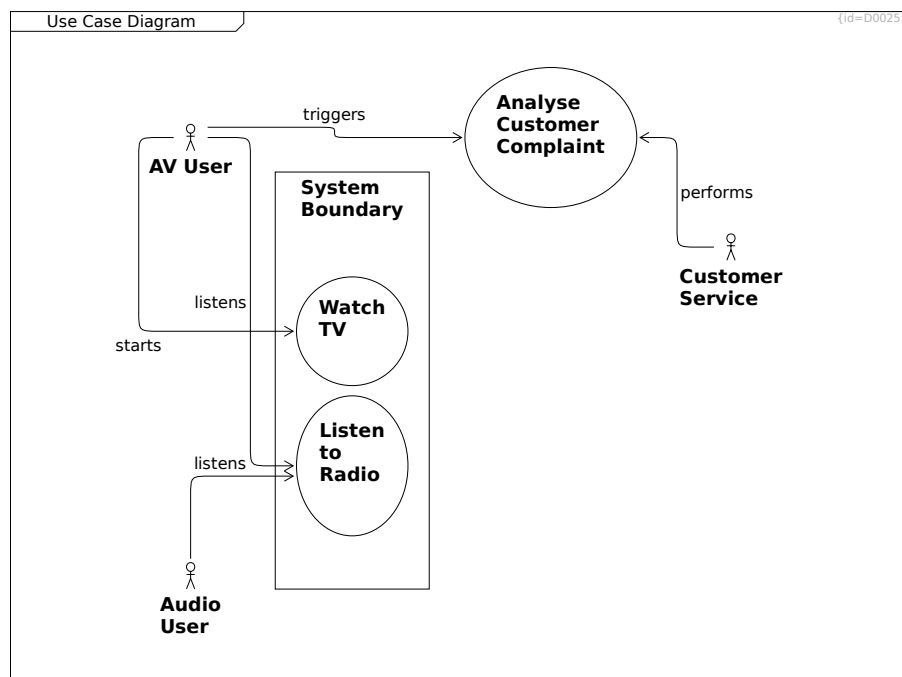 Use Case Diagram
{id=D0025
triggers
Analyse
Customer
Complaint
AV User
System
Boundary
performs
Customer
Service
listens
Watch
TV
starts
Listen
to
Radio
listens
Audio
User